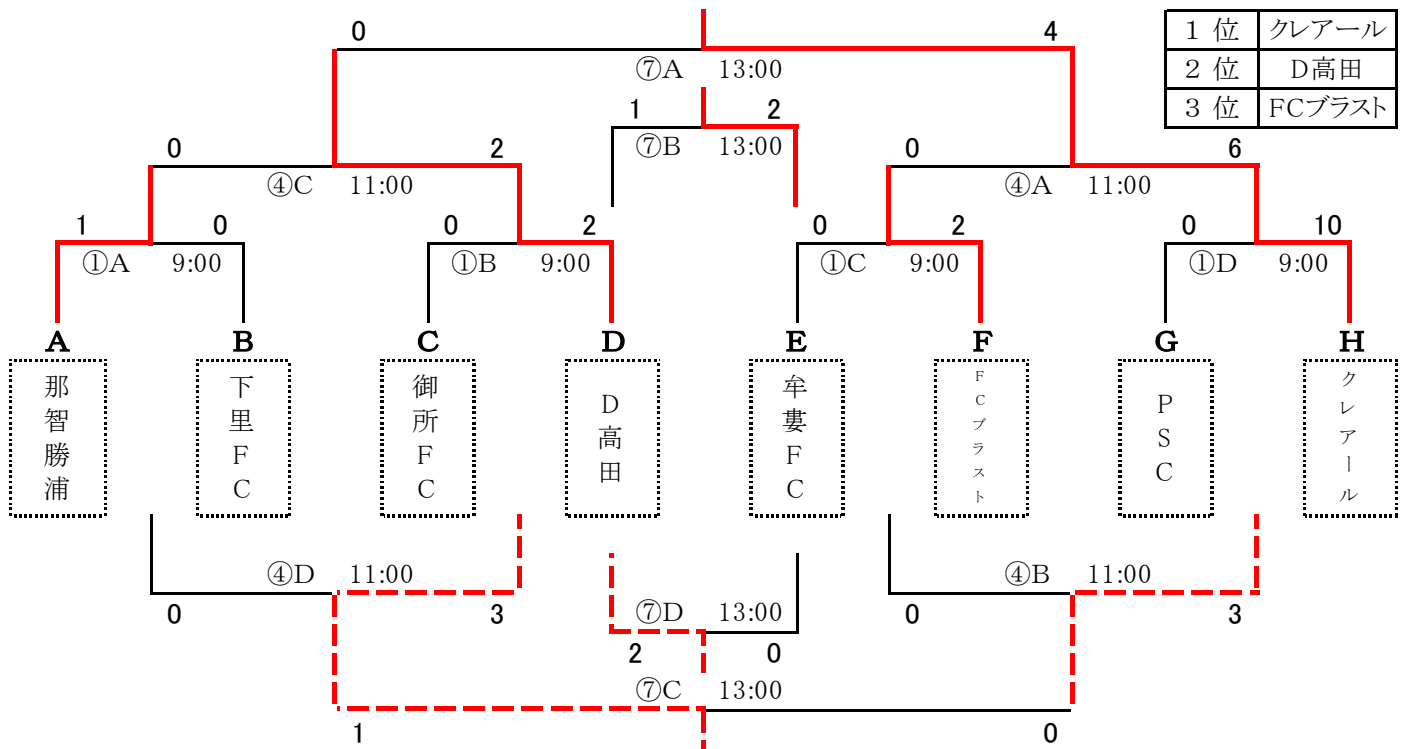 0 4
⑦A 13:00
1 2
⑦B 13:00
1 位 クレアール
2 位 D高田
3 位 FCブラスト
0 2
④C 11:00
0 6
④A 11:00
1 0
①A 9:00
0 2
①B 9:00
0 2
①C 9:00
0 10
①D 9:00
A B C D E F G H
那智勝浦
下里FC
御所FC
D高田
牟婁FC
FCブラスト
PSC
クレアール
④D 11:00
0 3
④B 11:00
0 3
⑦D 13:00
2 0
⑦C 13:00
1 0